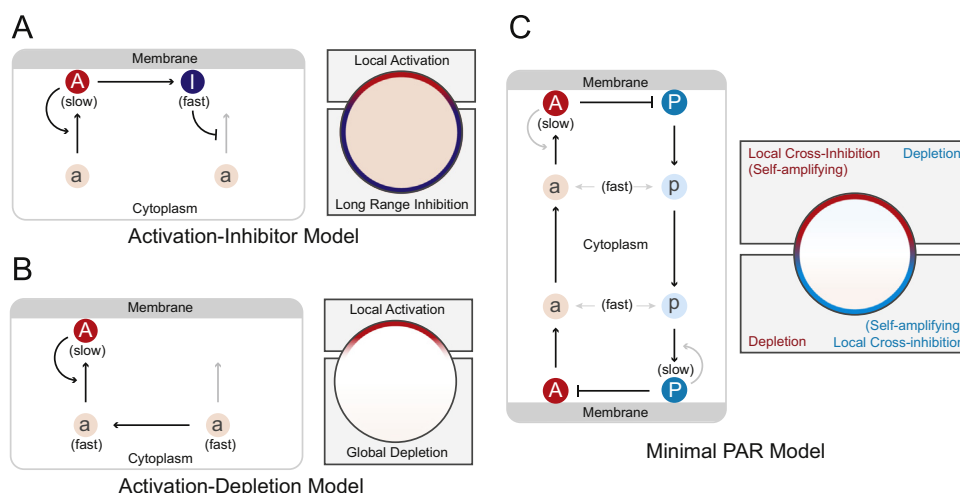 A
Membrane
A
I
(slow)
(fast)
a
a
Cytoplasm
Local Activation
Long Range Inhibition
Activation-Inhibitor Model
B
Membrane
A
(slow)
a
a
(fast)
(fast)
Cytoplasm
Local Activation
Global Depletion
Activation-Depletion Model
C
Membrane
A
P
(slow)
a
(fast)
p
Cytoplasm
a
(fast)
p
(slow)
A
P
Membrane
Local Cross-Inhibition
(Self-amplifying)
Depletion
Depletion
(Self-amplifying)
Local Cross-inhibition
Minimal PAR Model